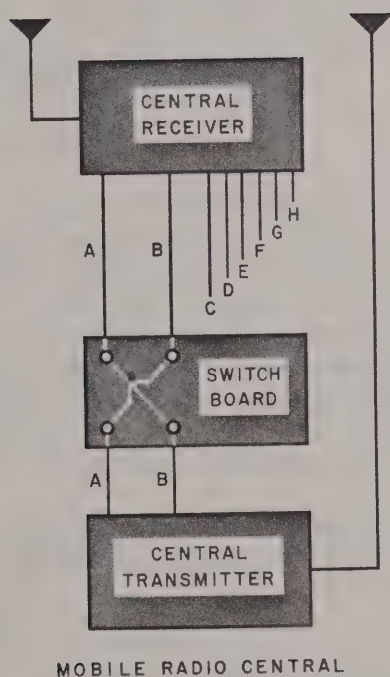 CENTRAL
RECEIVER
A
B
C
D
E
F
G
H
SWITCH
BOARD
A
B
CENTRAL
TRANSMITTER
MOBILE RADIO CENTRAL